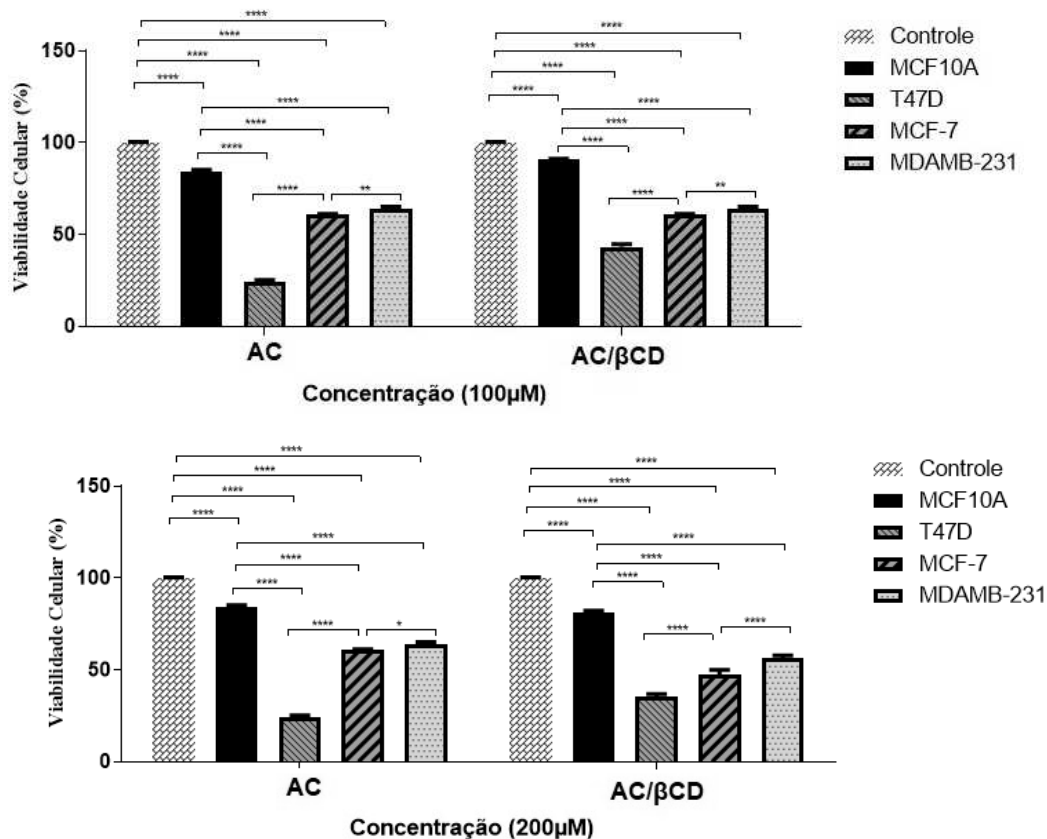 ****
****
****
****
****
****
****
****
**
****
****
****
****
****
****
****
****
**
150
100
50
0
Viabilidade Celular (%)
AC
AC/βCD
Concentração (100µM)
Controle
MCF10A
T47D
MCF-7
MDAMB-231
****
****
****
****
****
****
****
****
*
****
****
****
****
****
****
****
****
****
150
100
50
0
Viabilidade Celular (%)
AC
AC/βCD
Concentração (200µM)
Controle
MCF10A
T47D
MCF-7
MDAMB-231